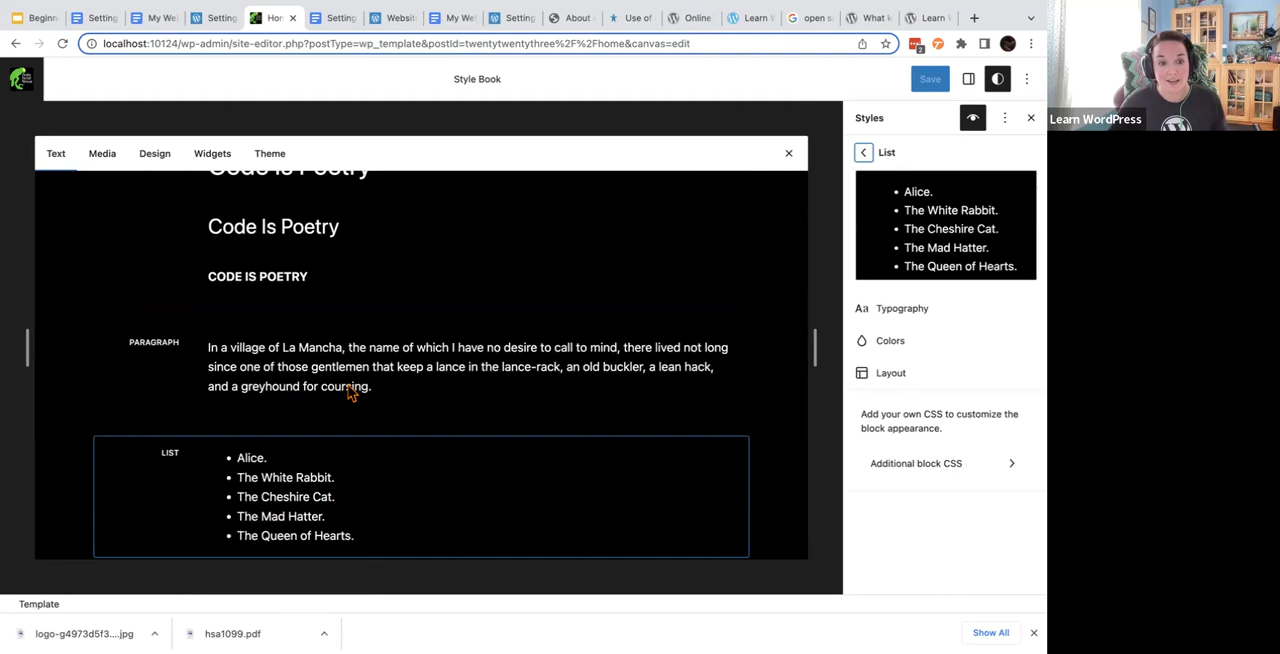 Beginn
Setting
My We
Setting
Hon
Setting
Websit
My We
Setting
About
Use of
Online
Learn V
open s
What k
Learn
localhost:10124/wp-admin/site-editor.php?postType=wp_template&postId=twentytwentythree%2F%2Fhome&canvas=edit
2
Style Book
Save
Styles
Learn WordPress
Text
Media
Design
Widgets
Theme
List
Code Is Poetry
Code Is Poetry
CODE IS POETRY
PARAGRAPH
In a village of La Mancha, the name of which I have no desire to call to mind, there lived not long
since one of those gentlemen that keep a lance in the lance-rack, an old buckler, a lean hack,
and a greyhound for coursing.
LIST
• Alice.
• The White Rabbit.
• The Cheshire Cat.
• The Mad Hatter.
• The Queen of Hearts.
• Alice.
• The White Rabbit.
• The Cheshire Cat.
• The Mad Hatter.
• The Queen of Hearts.
Aa Typography
Colors
Layout
Add your own CSS to customize the
block appearance.
Additional block CSS
Template
logo-g4973d5f3....jpg
hsa1099.pdf
Show All